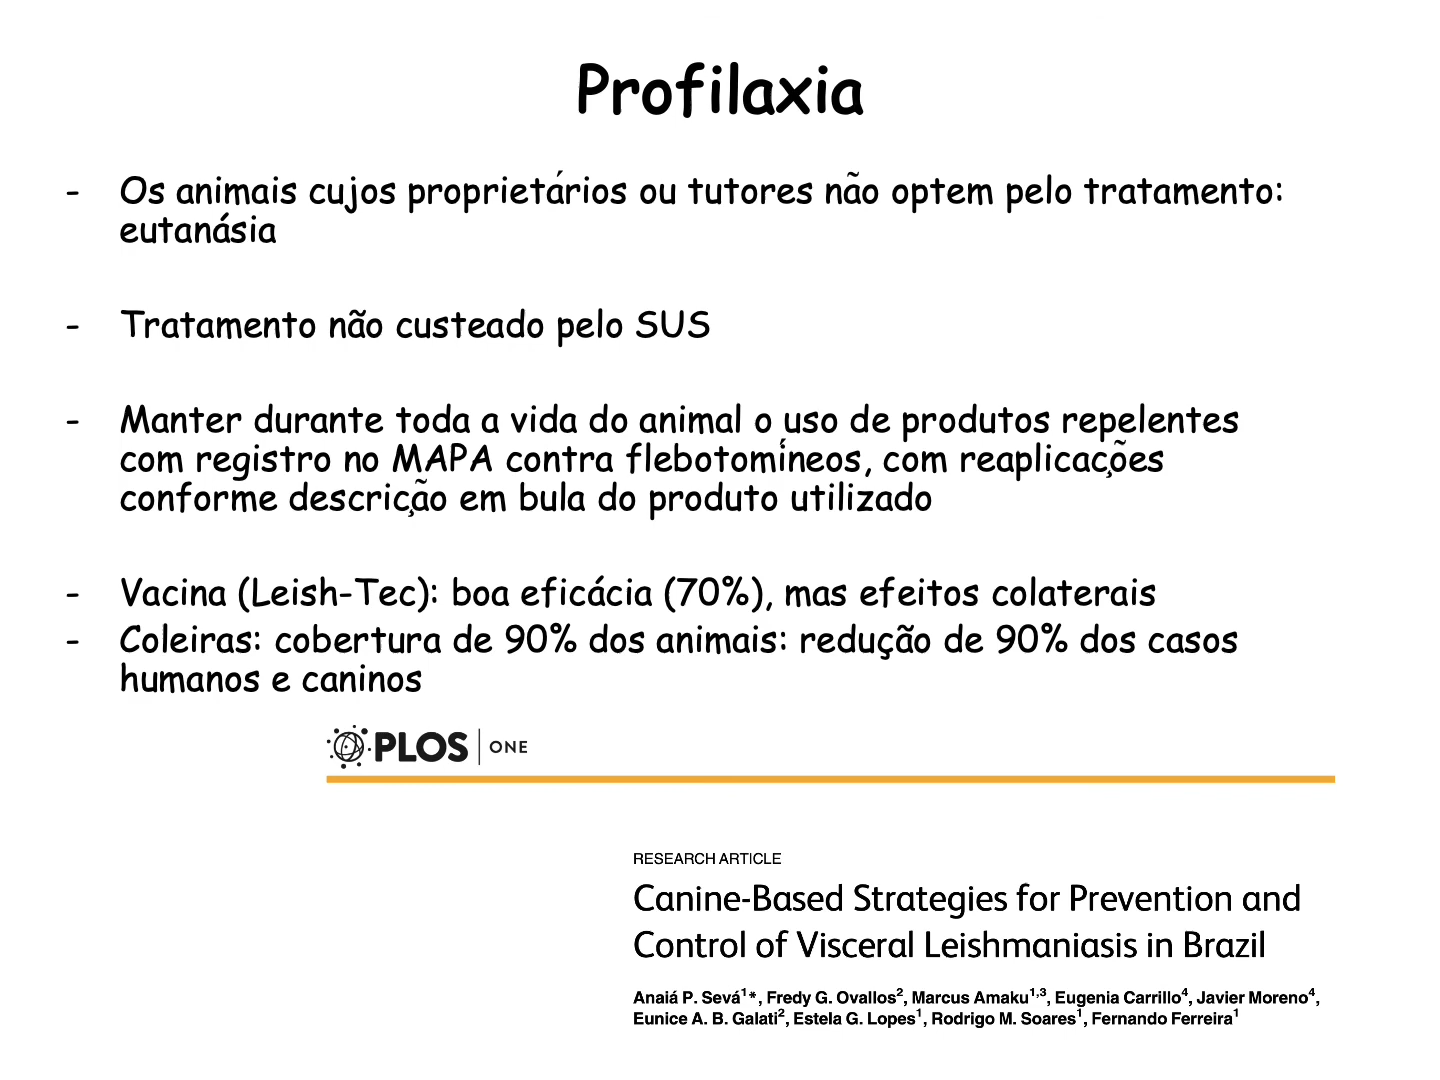 Profilaxia
- Os animais cujos proprietários ou tutores não optem pelo tratamento:
eutanásia
- Tratamento não custeado pelo SUS
- Manter durante toda a vida do animal o uso de produtos repelentes
com registro no MAPA contra flebotomíneos, com reaplicações
conforme descrição em bula do produto utilizado
- Vacina (Leish-Tec): boa eficácia (70%), mas efeitos colaterais
- Coleiras: cobertura de 90% dos animais: redução de 90% dos casos
humanos e caninos
PLOS | ONE
RESEARCH ARTICLE
Canine-Based Strategies for Prevention and
Control of Visceral Leishmaniasis in Brazil
Anaiá P. Sevá1*, Fredy G. Ovallos2, Marcus Amaku1,3, Eugenia Carrillo4, Javier Moreno4,
Eunice A. B. Galati2, Estela G. Lopes1, Rodrigo M. Soares1, Fernando Ferreira1